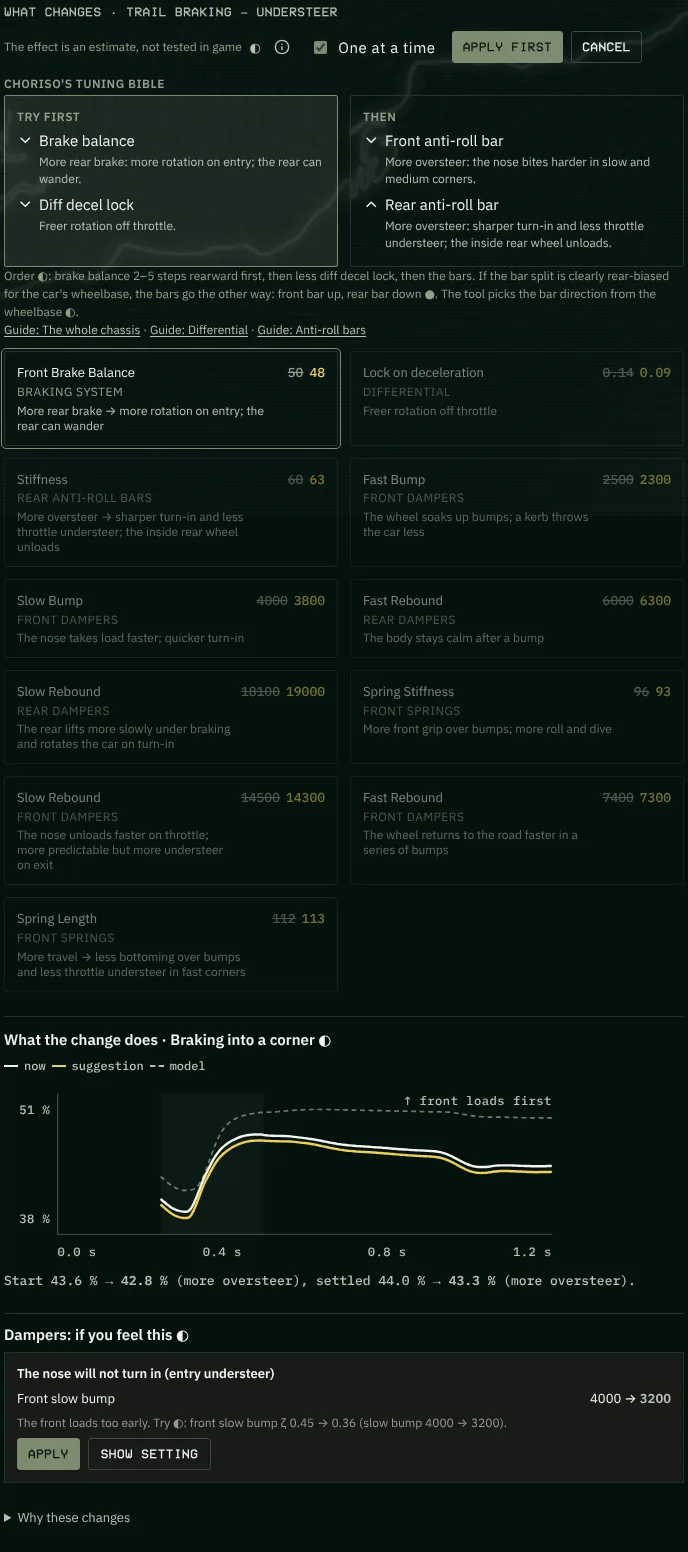 WHAT CHANGES · TRAIL BRAKING – UNDERSTEER
The effect is an estimate, not tested in game ◐ ⓘ One at a time APPLY FIRST CANCEL
CHORISO'S TUNING BIBLE
TRY FIRST
Brake balance
More rear brake: more rotation on entry; the rear can
wander.
Diff decel lock
Freer rotation off throttle.
THEN
Front anti-roll bar
More oversteer: the nose bites harder in slow and
medium corners.
Rear anti-roll bar
More oversteer: sharper turn-in and less throttle
understeer; the inside rear wheel unloads.
Order ◐: brake balance 2–5 steps rearward first, then less diff decel lock, then the bars. If the bar split is clearly rear-biased
for the car's wheelbase, the bars go the other way: front bar up, rear bar down ●. The tool picks the bar direction from the
wheelbase ◐.
Guide: The whole chassis · Guide: Differential · Guide: Anti-roll bars
Front Brake Balance 50 48
BRAKING SYSTEM
More rear brake → more rotation on entry; the
rear can wander
Lock on deceleration 0.14 0.09
DIFFERENTIAL
Freer rotation off throttle
Stiffness 60 63
REAR ANTI-ROLL BARS
More oversteer → sharper turn-in and less
throttle understeer; the inside rear wheel
unloads
Fast Bump 2500 2300
FRONT DAMPERS
The wheel soaks up bumps; a kerb throws
the car less
Slow Bump 4000 3800
FRONT DAMPERS
The nose takes load faster; quicker turn-in
Fast Rebound 6000 6300
REAR DAMPERS
The body stays calm after a bump
Slow Rebound 18100 19000
REAR DAMPERS
The rear lifts more slowly under braking
and rotates the car on turn-in
Spring Stiffness 96 93
FRONT SPRINGS
More front grip over bumps; more roll and dive
Slow Rebound 14500 14300
FRONT DAMPERS
The nose unloads faster on throttle;
more predictable but more understeer
on exit
Fast Rebound 7400 7300
FRONT DAMPERS
The wheel returns to the road faster in a
series of bumps
Spring Length 112 113
FRONT SPRINGS
More travel → less bottoming over bumps
and less throttle understeer in fast corners
What the change does · Braking into a corner ◐
now suggestion model
↑ front loads first
51 %
38 %
0.0 s 0.4 s 0.8 s 1.2 s
Start 43.6 % → 42.8 % (more oversteer), settled 44.0 % → 43.3 % (more oversteer).
Dampers: if you feel this ◐
The nose will not turn in (entry understeer)
Front slow bump 4000 → 3200
The front loads too early. Try ◐: front slow bump ζ 0.45 → 0.36 (slow bump 4000 → 3200).
APPLY SHOW SETTING
Why these changes